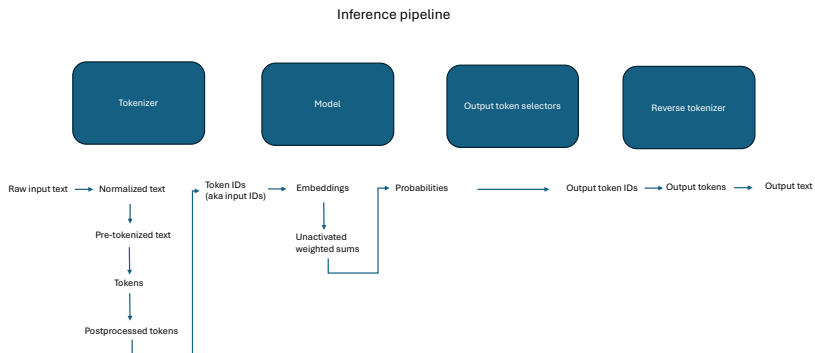 Inference pipeline
Tokenizer
Model
Output token selectors
Reverse tokenizer
Raw input text
Normalized text
Token IDs
(aka input IDs)
Embeddings
Probabilities
Output token IDs
Output tokens
Output text
Pre-tokenized text
Unactivated
weighted sums
Tokens
Postprocessed tokens